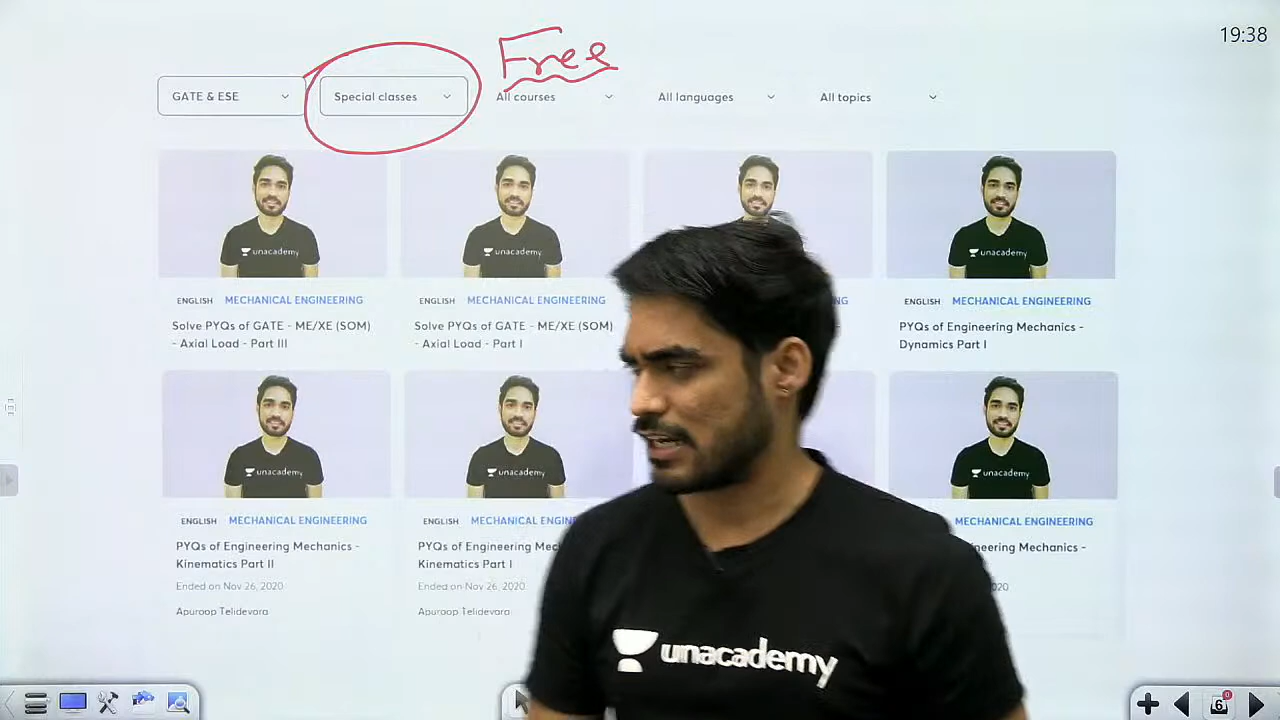 19:38
Free
GATE & ESE Special classes All courses All languages All topics
unacademy unacademy unacademy
ENGLISH MECHANICAL ENGINEERING ENGLISH MECHANICAL ENGINEERING ENGLISH MECHANICAL ENGINEERING
Solve PYQs of GATE - ME/XE (SOM) Solve PYQs of GATE - ME/XE (SOM) PYQs of Engineering Mechanics -
- Axial Load - Part III - Axial Load - Part I Dynamics Part I
unacademy unacademy unacademy
ENGLISH MECHANICAL ENGINEERING ENGLISH MECHANICAL MECHANICAL ENGINEERING
PYQs of Engineering Mechanics - PYQs of Engineering Mechanics -
Kinematics Part II Kinematics Part I
Ended on Nov 26, 2020 Ended on Nov 26, 2020
Apuroop Telidevara Apuroop Telidevara
unacademy
6